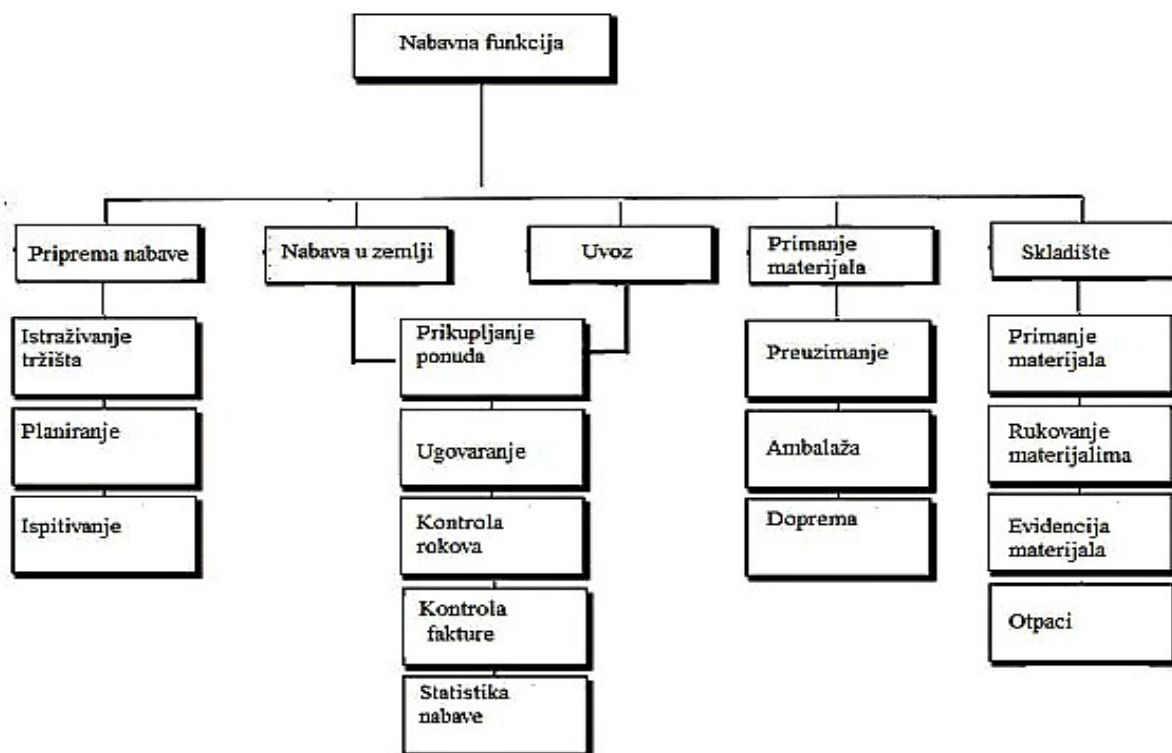 Nabavna funkcija
Priprema nabave
Nabava u zemlji
Uvoz
Primanje
materijala
Skladište
Istraživanje
tržišta
Planiranje
Ispitivanje
Prikupljanje
ponuda
Ugovaranje
Kontrola
rokova
Kontrola
fakture
Statistika
nabave
Preuzimanje
Ambalaža
Doprema
Primanje
materijala
Rukovanje
materijalima
Evidencija
materijala
Otpaci